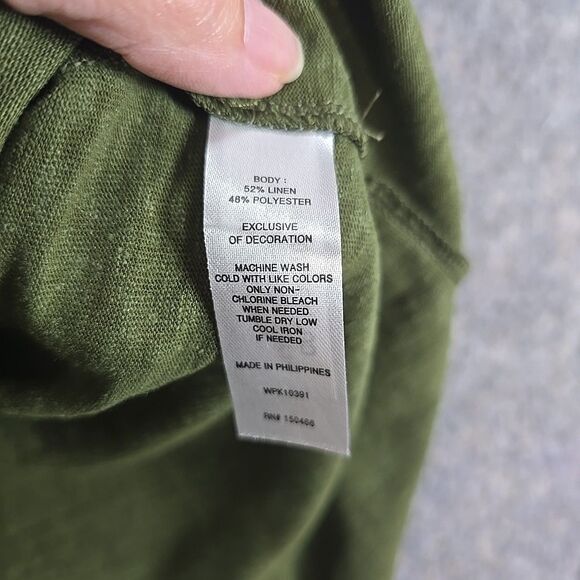 BODY :
52% LINEN
48% POLYESTER
EXCLUSIVE
OF DECORATION
MACHINE WASH
COLD WITH LIKE COLORS
ONLY NON-
CHLORINE BLEACH
WHEN NEEDED
TUMBLE DRY LOW
COOL IRON
IF NEEDED
MADE IN PHILIPPINES
WPK10391
RN#